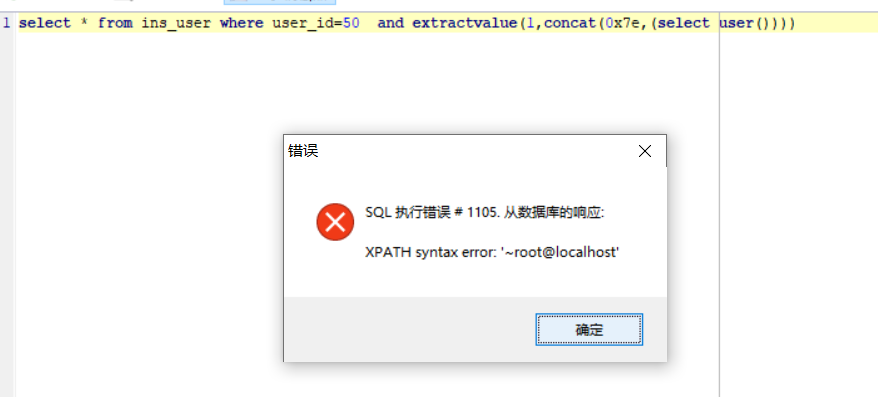 1 select * from ins_user where user_id=50  and extractvalue(1,concat(0x7e,(select user())))
错误
SQL 执行错误 # 1105. 从数据库的响应:
XPATH syntax error: '~root@localhost'
确定